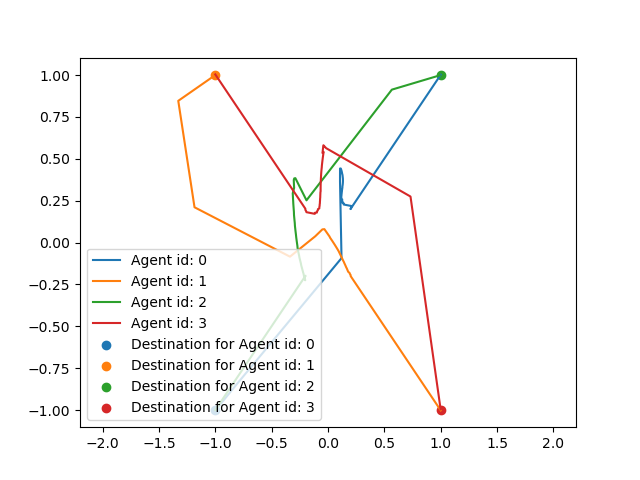 1.00
0.75
0.50
0.25
0.00
−0.25
−0.50
−0.75
−1.00
Agent id: 0
Agent id: 1
Agent id: 2
Agent id: 3
Destination for Agent id: 0
Destination for Agent id: 1
Destination for Agent id: 2
Destination for Agent id: 3
−2.0 −1.5 −1.0 −0.5 0.0 0.5 1.0 1.5 2.0